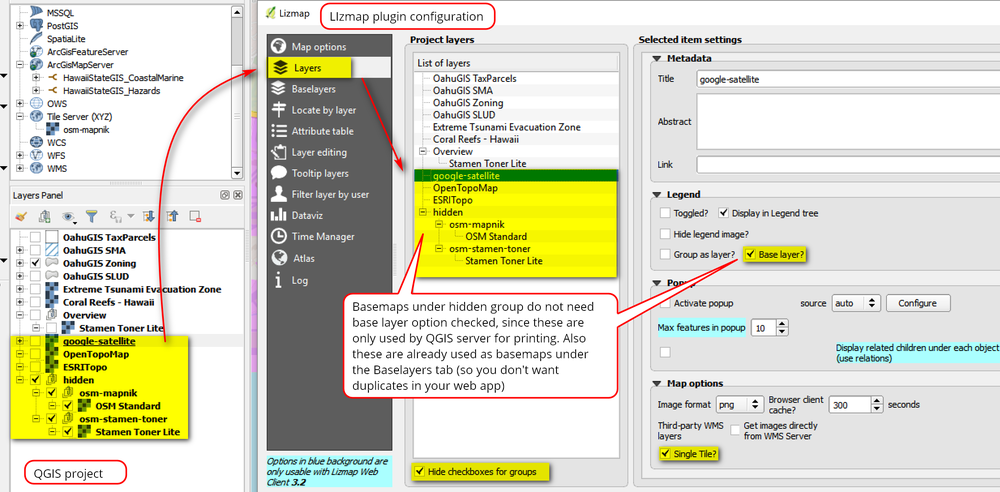 MSSQL
PostGIS
SpatiaLite
ArcGisFeatureServer
ArcGisMapServer
HawaiiStateGIS_CoastalMarine
HawaiiStateGIS_Hazards
OWS
Tile Server (XYZ)
osm-mapnik
WCS
WFS
WMS
Layers Panel
OahuGIS TaxParcels
OahuGIS SMA
OahuGIS Zoning
OahuGIS SLUD
Extreme Tsunami Evacuation Zone
Coral Reefs - Hawaii
Overview
Stamen Toner Lite
google-satellite
OpenTopoMap
ESRITopo
hidden
osm-mapnik
OSM Standard
osm-stamen-toner
Stamen Toner Lite
QGIS project
Lizmap
LIzmap plugin configuration
Map options
Layers
Baselayers
Locate by layer
Attribute table
Layer editing
Tooltip layers
Filter layer by user
Dataviz
Time Manager
Atlas
Log
Options in blue background are
only usable with Lizmap Web
Client 3.2
Project layers
List of layers
OahuGIS TaxParcels
OahuGIS SMA
OahuGIS Zoning
OahuGIS SLUD
Extreme Tsunami Evacuation Zone
Coral Reefs - Hawaii
Overview
Stamen Toner Lite
google-satellite
OpenTopoMap
ESRITopo
hidden
osm-mapnik
OSM Standard
osm-stamen-toner
Stamen Toner Lite
Basemaps under hidden group do not need
base layer option checked, since these are
only used by QGIS server for printing. Also
these are already used as basemaps under
the Baselayers tab (so you don't want
duplicates in your web app)
Hide checkboxes for groups
Selected item settings
Metadata
Title google-satellite
Abstract
Link
Legend
Toggled? Display in Legend tree
Hide legend image?
Group as layer? Base layer?
Popup
Activate popup source auto Configure
Max features in popup 10
Display related children under each object
(use relations)
Map options
Image format png Browser client cache? 300 seconds
Third-party WMS layers Get images directly from WMS Server
Single Tile?